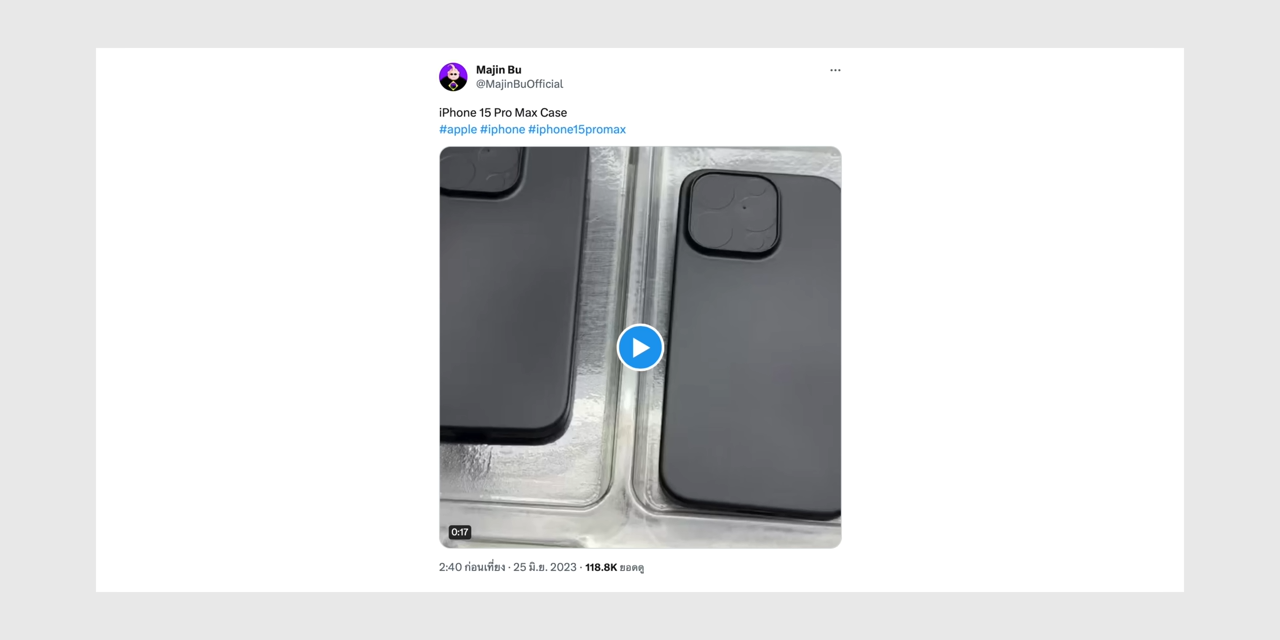 Majin Bu
@MajinBuOfficial
iPhone 15 Pro Max Case
#apple #iphone #iphone15promax
0:17
2:40 ก่อนเที่ยง · 25 มิ.ย. 2023 · 118.8K ยอดดู